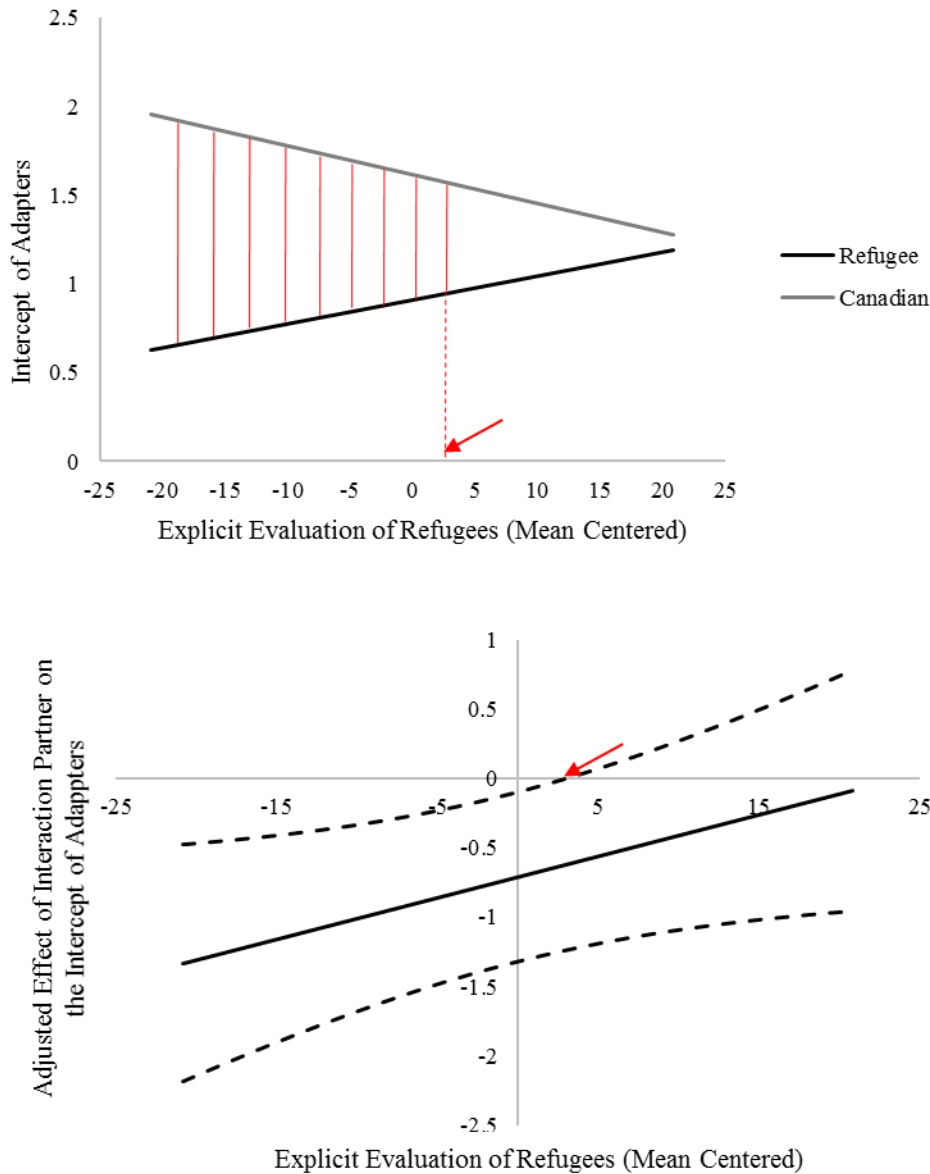 2.5
2
1.5
1
0.5
0
Intercept of Adapters
-25 -20 -15 -10 -5 0 5 10 15 20 25
Explicit Evaluation of Refugees (Mean Centered)
Refugee
Canadian
Adjusted Effect of Interaction Partner on
the Intercept of Adappters
1
0.5
0
-25 -5 5 15 25
-0.5
-1
-1.5
-2
-2.5
Explicit Evaluation of Refugees (Mean Centered)